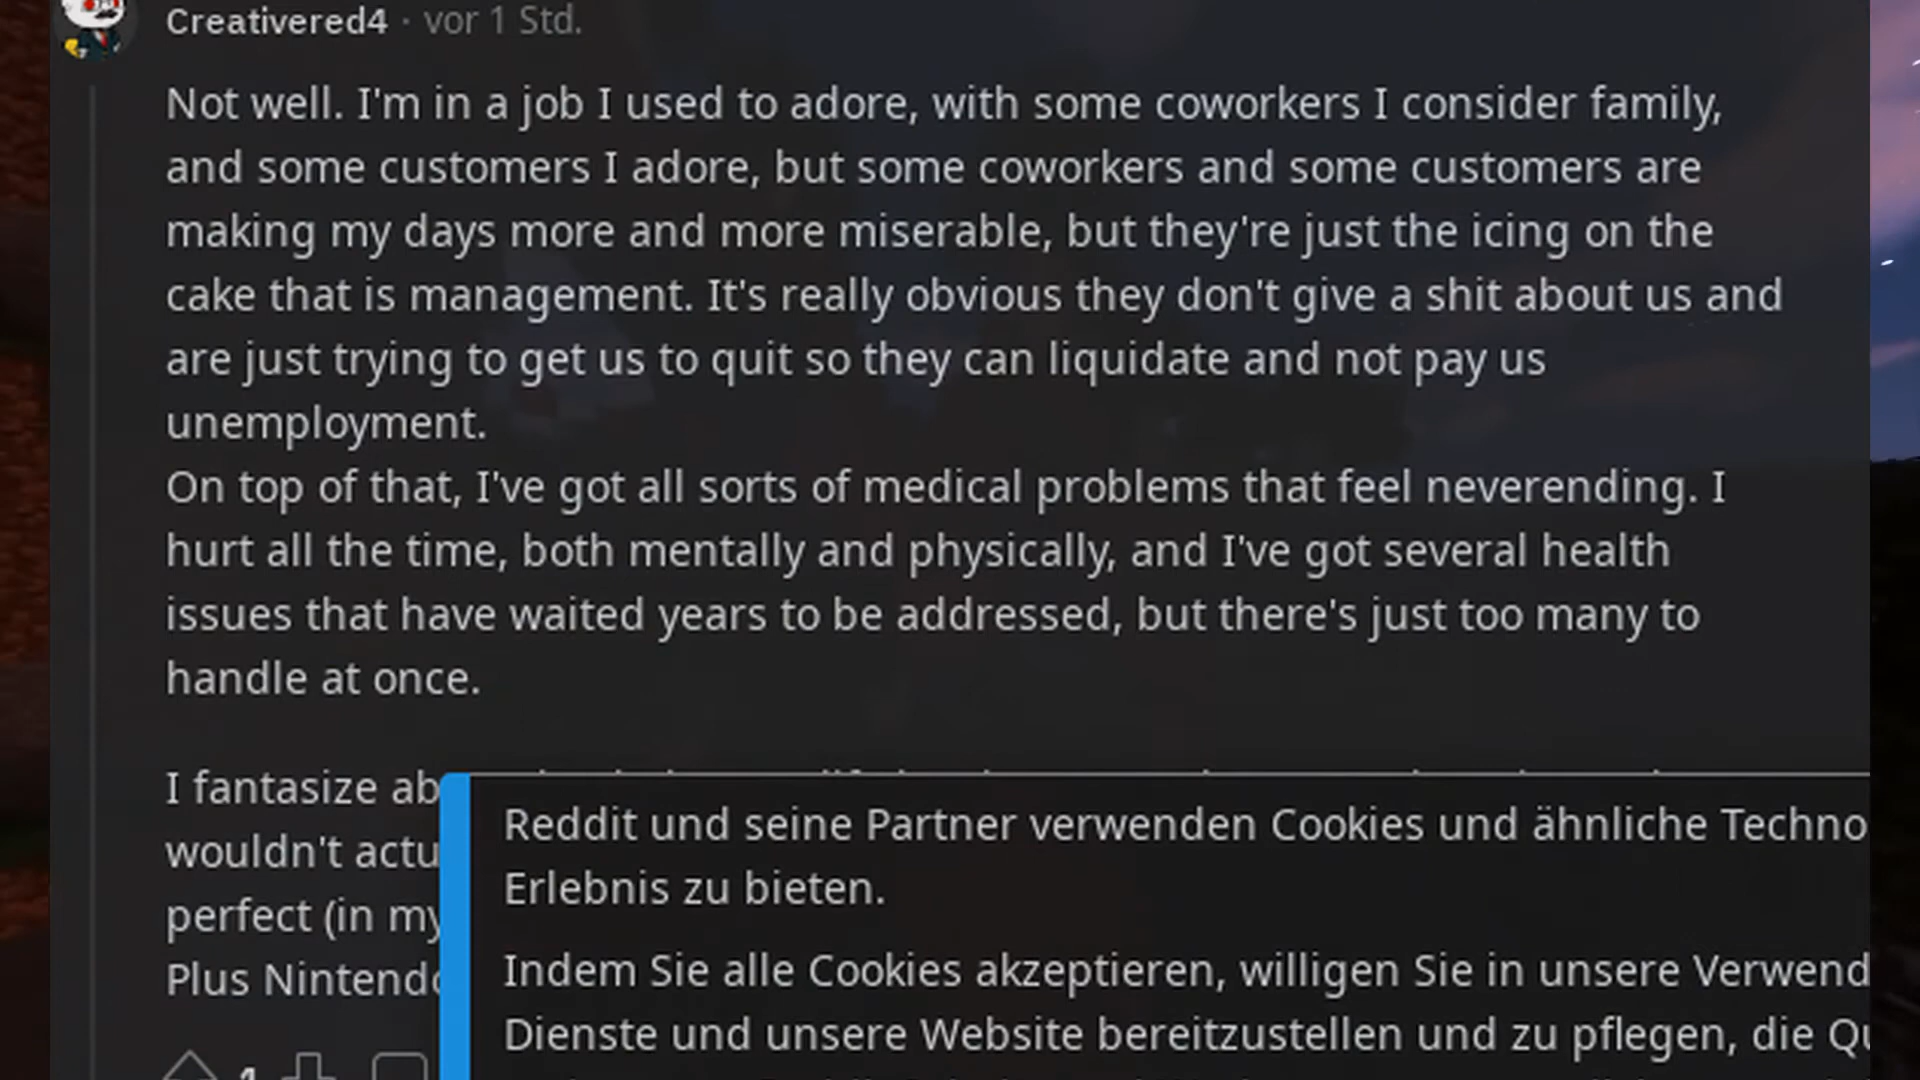 Creativered4 · vor 1 Std.
Not well. I'm in a job I used to adore, with some coworkers I consider family,
and some customers I adore, but some coworkers and some customers are
making my days more and more miserable, but they're just the icing on the
cake that is management. It's really obvious they don't give a shit about us and
are just trying to get us to quit so they can liquidate and not pay us
unemployment.
On top of that, I've got all sorts of medical problems that feel neverending. I
hurt all the time, both mentally and physically, and I've got several health
issues that have waited years to be addressed, but there's just too many to
handle at once.
I fantasize ab
wouldn't actu
perfect (in my
Plus Nintend
Reddit und seine Partner verwenden Cookies und ähnliche Techno
Erlebnis zu bieten.
Indem Sie alle Cookies akzeptieren, willigen Sie in unsere Verwend
Dienste und unsere Website bereitzustellen und zu pflegen, die Qu